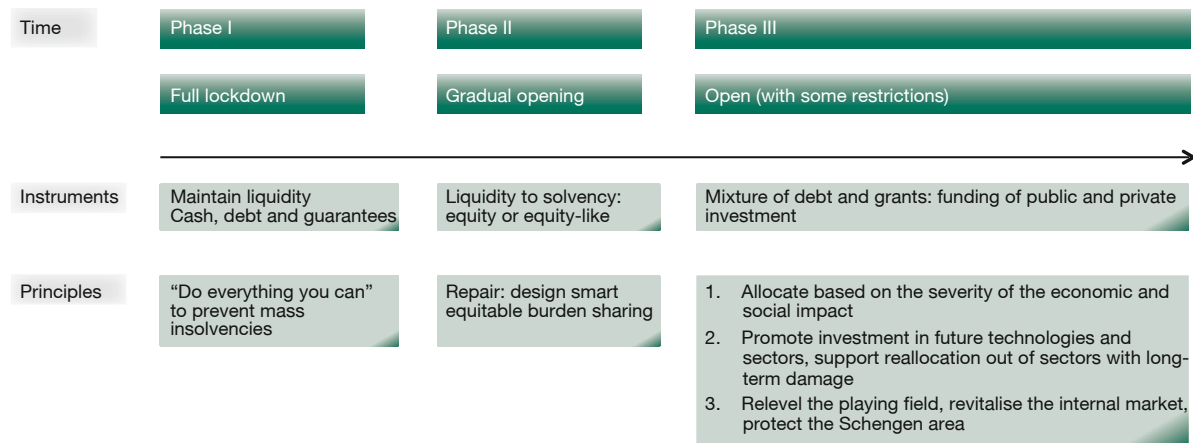 Time
Phase I
Phase II
Phase III
Full lockdown
Gradual opening
Open (with some restrictions)
Instruments
Maintain liquidity
Cash, debt and guarantees
Liquidity to solvency:
equity or equity-like
Mixture of debt and grants: funding of public and private
investment
Principles
“Do everything you can”
to prevent mass
insolvencies
Repair: design smart
equitable burden sharing
1. Allocate based on the severity of the economic and
social impact
2. Promote investment in future technologies and
sectors, support reallocation out of sectors with long-
term damage
3. Relevel the playing field, revitalise the internal market,
protect the Schengen area